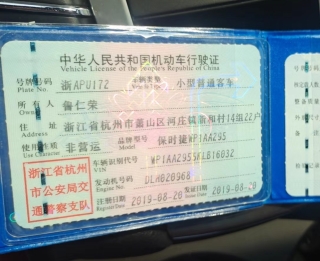 中华人民共和国机动车行驶证
Vehicle License of the People's Republic of China
号牌号码 浙APU172 车辆类型 小型普通客车
Plate No. Vehicle Type
所有人 鲁仁荣
Owner
住址 浙江省杭州市萧山区河庄镇新和村14组22户
Address
使用性质 非营运 品牌型号 保时捷WP1AA295
Use Character Model
浙江省杭州
市公安局交
通警察支队
车辆识别代号
VIN
发动机号码 DLA020968
Engine No.
注册日期 2019-08-20 发证日期 2019-08-20
Register Date Issue Date